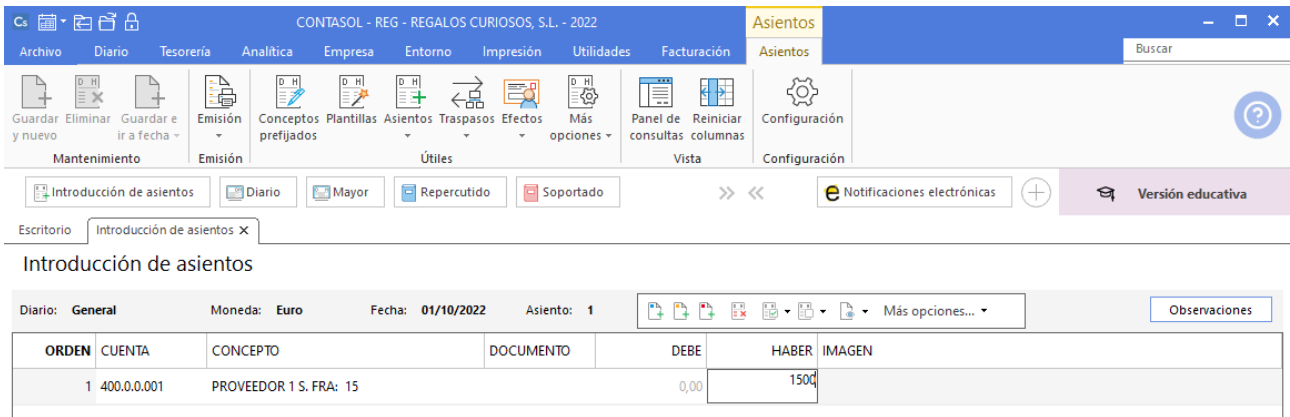 Cs CONTASOL - REG - REGALOS CURIOSOS, S.L. - 2022 Asientos
Archivo Diario Tesorería Analítica Empresa Entorno Impresión Utilidades Facturación Asientos Buscar
D H D H D H D H D H
Guardar Eliminar Guardar e Emisión Conceptos Plantillas Asientos Traspasos Efectos Más Panel de Reiniciar Configuración
y nuevo ir a fecha prefijados opciones consultas columnas
Mantenimiento Emisión Útiles Vista Configuración
Introducción de asientos Diario Mayor Repercutido Soportado e Notificaciones electrónicas Versión educativa
Escritorio Introducción de asientos X
Introducción de asientos
Diario: General Moneda: Euro Fecha: 01/10/2022 Asiento: 1 Más opciones... Observaciones
ORDEN CUENTA CONCEPTO DOCUMENTO DEBE HABER IMAGEN
1 400.0.0.001 PROVEEDOR 1 S. FRA: 15 0,00 1500